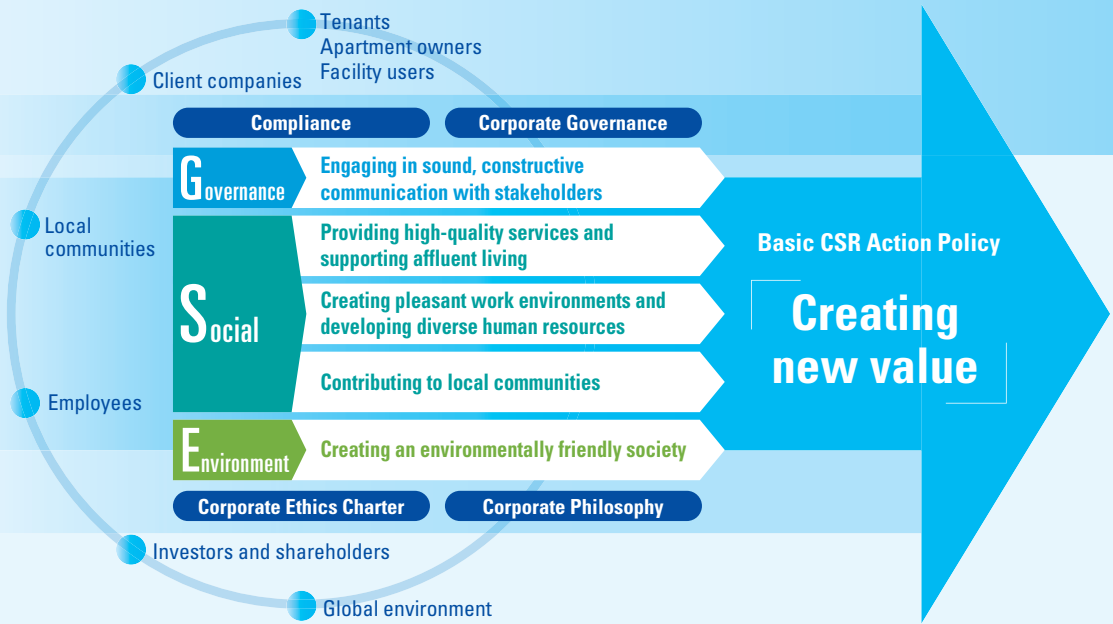 Tenants
Apartment owners
Facility users
Client companies
Compliance
Corporate Governance
Governance
Engaging in sound, constructive
communication with stakeholders
Local
communities
Social
Providing high-quality services and
supporting affluent living
Creating pleasant work environments and
developing diverse human resources
Contributing to local communities
Employees
Environment
Creating an environmentally friendly society
Corporate Ethics Charter
Corporate Philosophy
Investors and shareholders
Global environment
Basic CSR Action Policy
Creating
new value